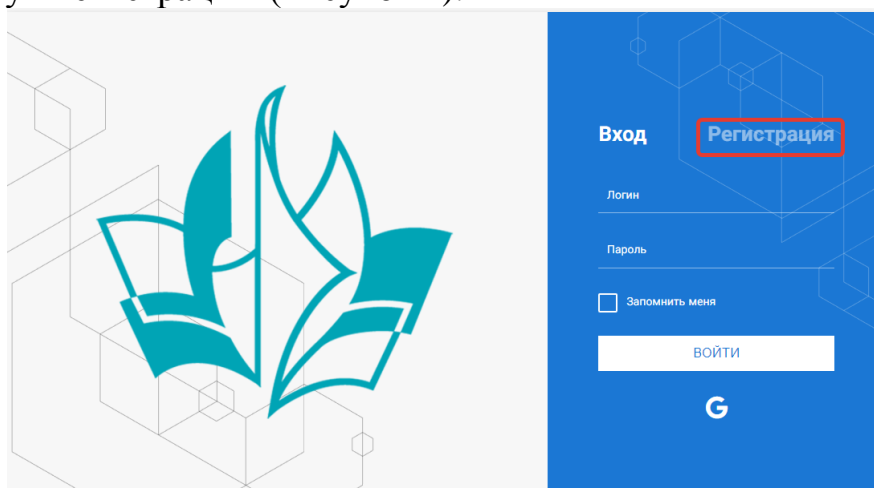 Вход Регистрация
Логин
Пароль
Запомнить меня
ВОЙТИ
G